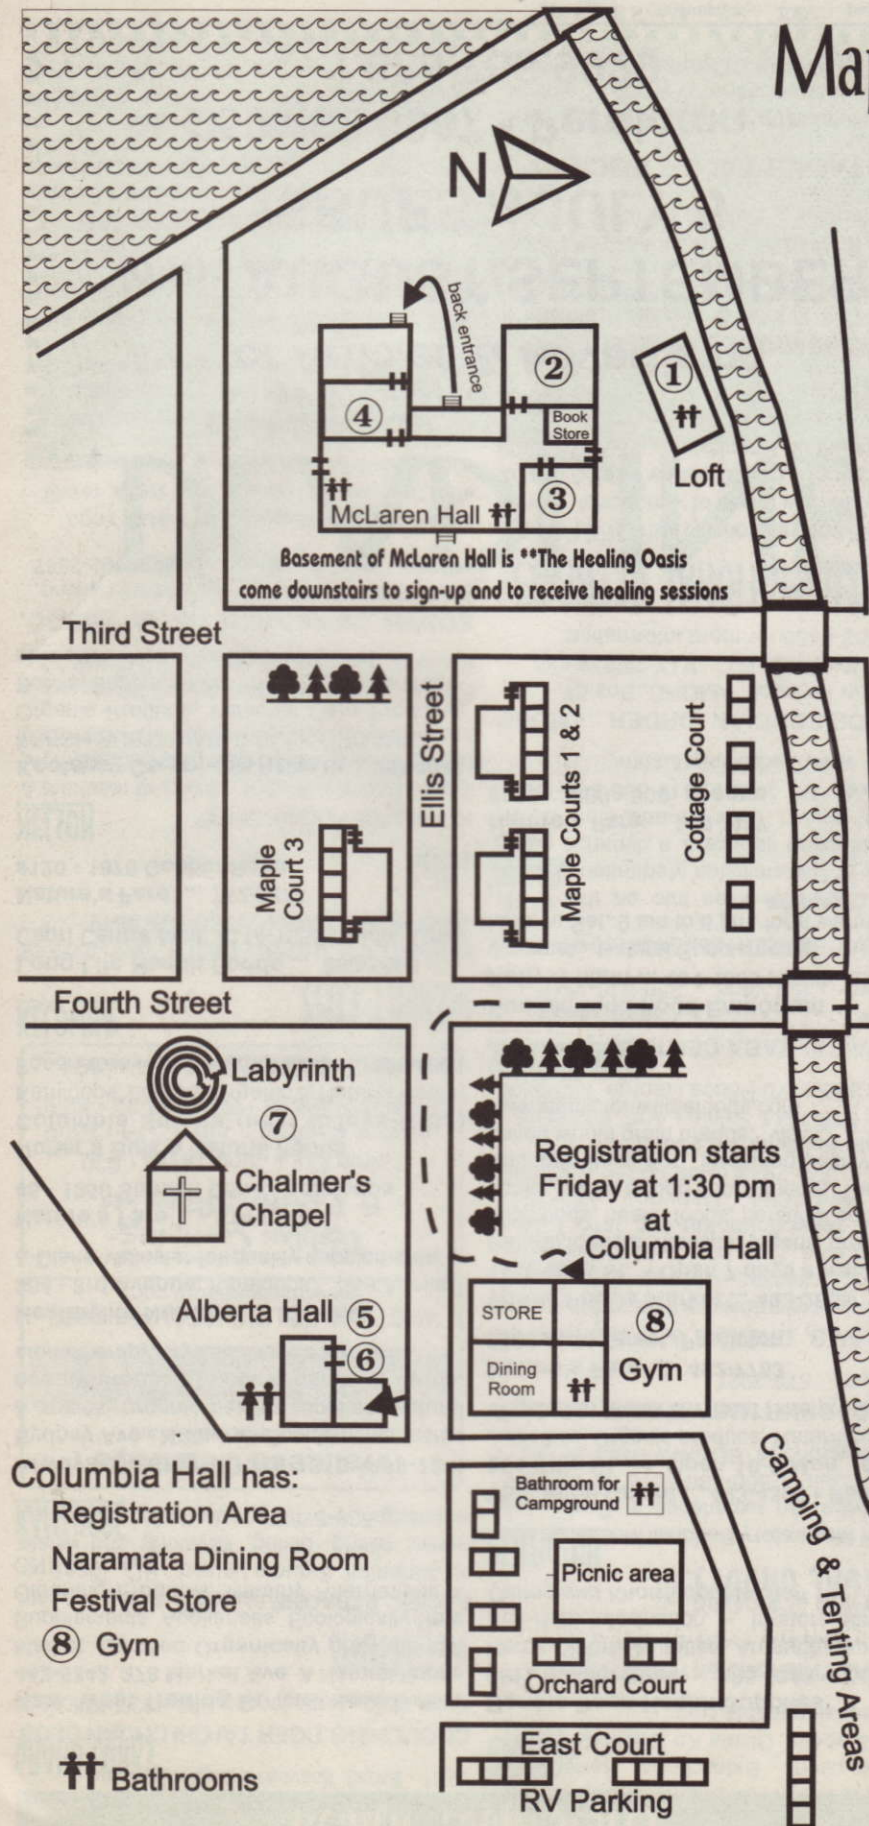 Ma
N
back entrance
2
1
4
Book
Store
Loft
3
McLaren Hall
Basement of McLaren Hall is **The Healing Oasis
come downstairs to sign-up and to receive healing sessions
Third Street
Ellis Street
Maple Courts &2
Cottage Court
Maple
Court 3
Fourth Street
Labyrinth
7
Chalmer's
Chapel
Registration starts
Friday at 1:30 pm
at
Columbia Hall
Alberta Hall
5
6
STORE
8
Dining
Room
Gym
Columbia Hall has:
Registration Area
Naramata Dining Room
Festival Store
8 Gym
Bathrooms
Bathroom for
Campground
Picnic area
Orchard Court
Camping & Tenting Areas
East Court
RV Parking